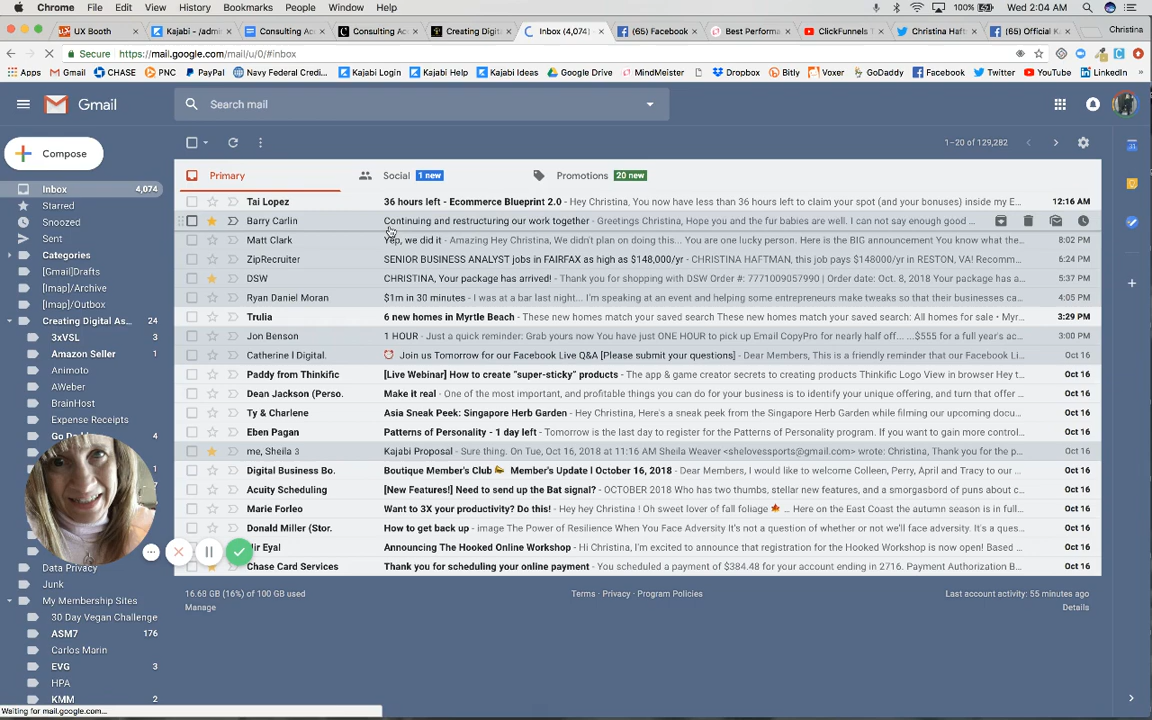 Chrome File Edit View History Bookmarks People Window Help 100% Wed 2:04 AM
UX Booth Kajabi - /admin Consulting Ac Consulting Ac Creating Digita Inbox (4,074) (65) Facebook Best Performa ClickFunnels T Christina Haft (65) Official K Christina
Secure https://mail.google.com/mail/u/0/#inbox
Apps Gmail CHASE PNC PayPal Navy Federal Credi... Kajabi Login Kajabi Help Kajabi Ideas Google Drive MindMeister Dropbox Bitly Voxer GoDaddy Facebook Twitter YouTube LinkedIn
Gmail Search mail
Compose 1–20 of 129,282
Inbox 4,074 Primary Social 1 new Promotions 20 new
Starred Tai Lopez 36 hours left - Ecommerce Blueprint 2.0 - Hey Christina, You now have less than 36 hours left to claim your spot (and your bonuses) inside my E... 12:16 AM
Snoozed Barry Carlin Continuing and restructuring our work together - Greetings Christina, Hope you and the fur babies are well. I can not say enough good ...
Sent Matt Clark Yep, we did it - Amazing Hey Christina, We didn't plan on doing this... You are one lucky person. Here is the BIG announcement You know what the... 8:02 PM
Categories ZipRecruiter SENIOR BUSINESS ANALYST jobs in FAIRFAX as high as $148,000/yr - CHRISTINA HAFTMAN, this job pays $148000/yr in RESTON, VA! Recomm... 6:24 PM
[Gmail]Drafts DSW CHRISTINA, Your package has arrived! - Thank you for shopping with DSW Order #: 7771009057990 | Order date: Oct. 8, 2018 Your package has a... 5:37 PM
[Imap]/Archive Ryan Daniel Moran $1m in 30 minutes - I was at a bar last night... I'm speaking at an event and helping some entrepreneurs make tweaks so that their businesses ca... 4:05 PM
[Imap]/Outbox Trulia 6 new homes in Myrtle Beach - These new homes match your saved search These new homes match your saved search Myrtle Beach All homes for sale • Myr... 3:29 PM
Creating Digital As... 24
3xVSL 3 Jon Benson 1 HOUR - Just a quick reminder: Grab yours now You have just ONE HOUR to pick up Email CopyPro for nearly half off... ...$555 for a full year's ac... 3:00 PM
Amazon Seller Catherine | Digital. Join us Tomorrow for our Facebook Live Q&A [Please submit your questions] - Dear Members, This is a friendly reminder that our Facebook Li... Oct 16
Animoto Paddy from Thinkific [Live Webinar] How to create "super-sticky" products - The app & game creator secrets to creating products Thinkific Logo View in browser Hey the... Oct 16
AWeber Dean Jackson (Perso. Make it real - One of the most important, and profitable things you can do for your business is to identify your unique offering, and turn that offer ... Oct 16
BrainHost Ty & Charlene Asia Sneak Peek: Singapore Herb Garden - Hey Christina, Here's a sneak peek from the Singapore Herb Garden while filming our upcoming docu... Oct 16
Expense Receipts Eben Pagan Patterns of Personality - 1 day left - Tomorrow is the last day to register for the Patterns of Personality program. If you want to gain more control... Oct 16
Go Dad 4 me, Sheila 3 Kajabi Proposal - Sure thing. On Tue, Oct 16, 2018 at 11:16 AM Sheila Weaver <shelovessports@gmail.com> wrote: Christina, Thank you for the p... Oct 16
Digital Business Bo. Boutique Member's Club Member's Update | October 16, 2018 - Dear Members, I would like to welcome Colleen, Perry, April and Tracy to our ... Oct 16
Acuity Scheduling [New Features!] Need to send up the Bat signal? - OCTOBER 2018 Who has two thumbs, stellar new features, and a smorgasbord of puns about c... Oct 16
Marie Forleo Want to 3X your productivity? Do this! - Hey hey Christina ! Oh sweet lover of fall foliage Here on the East Coast the autumn season is in full... Oct 16
Donald Miller (Stor. How to get back up - image The Power of Resilience When You Face Adversity It's not a question of whether or not we'll face adversity. It's a ques... Oct 16
Nir Eyal Announcing The Hooked Online Workshop - Hi Christina, I'm excited to announce that registration for the Hooked Online Workshop is now open! Based ... Oct 16
Data Privacy Chase Card Services Thank you for scheduling your online payment - You scheduled a payment of $384.48 for your account ending in 2716. Payment Authorization B... Oct 16
Junk
My Membership Sites 16.68 GB (16%) of 100 GB used Terms · Privacy · Program Policies Last account activity: 55 minutes ago
Manage Details
30 Day Vegan Challenge
ASM7 176
Carlos Marin
EVG 3
HPA
KMM 2
Waiting for mail.google.com...